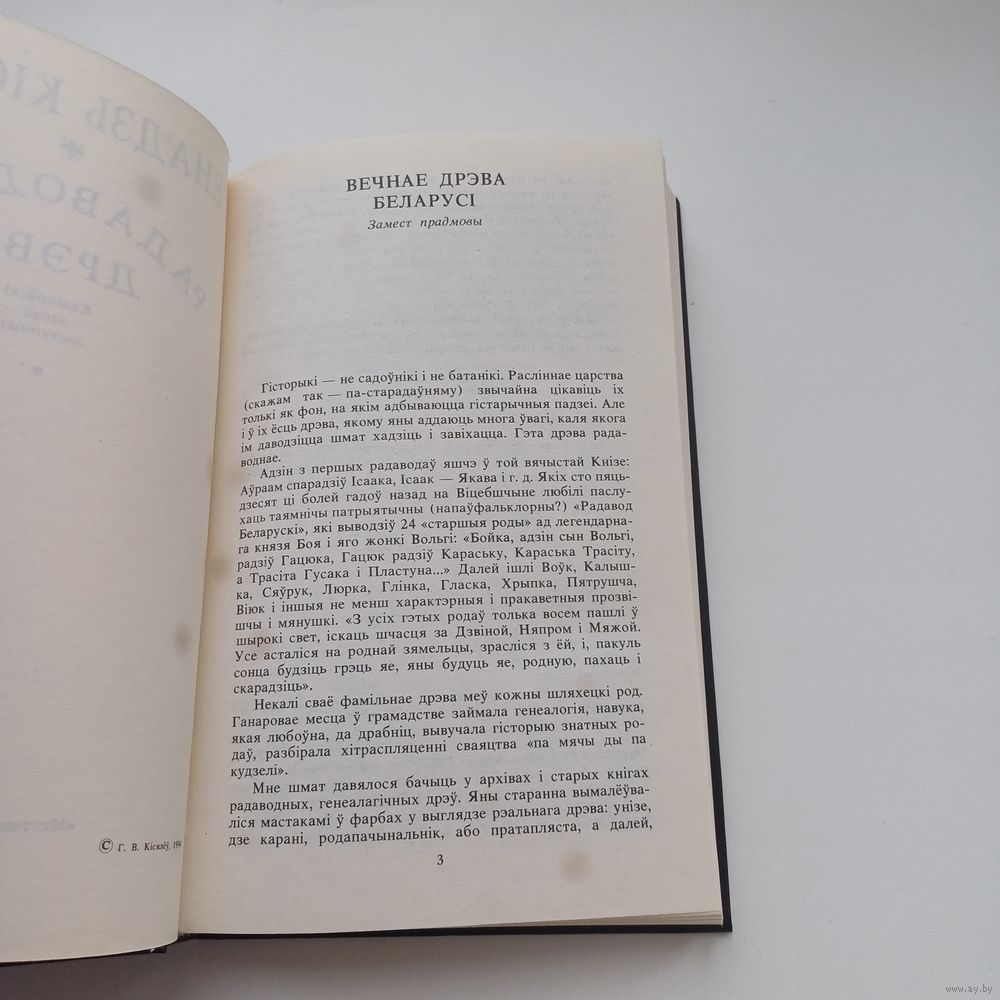 © Г. В. Кісялёў, 1994
ВЕЧНАЕ ДРЭВА
БЕЛАРУСІ
Замест прадмовы
Гісторыкі — не садоўнікі і не батанікі. Расліннае царства
(скажам так — па-старадаўняму) звычайна цікавіць іх
толькі як фон, на якім адбываюцца гістарычныя падзеі. Але
і ў іх ёсць дрэва, якому яны аддаюць многа ўвагі, каля якога
ім даводзіцца шмат хадзіць і завіхацца. Гэта дрэва рада-
воднае.
Адзін з першых радаводаў яшчэ ў той вячыстай Кнізе:
Аўраам спарадзіў Ісаака, Ісаак — Якава і г. д. Якіх сто пяць-
дзесят ці болей гадоў назад на Віцебшчыне любілі паслу-
хаць таямнічы патрыятычны (напаўфальклорны?) «Радавод
Беларускі», які выводзіў 24 «старшыя роды» ад легендарна-
га князя Боя і яго жонкі Вольгі: «Бойка, адзін сын Вольгі,
радзіў Гацюка, Гацюк радзіў Караську, Караська Трасіту,
а Трасіта Гусака і Пластуна...» Далей ішлі Воўк, Калыш-
ка, Сяўрук, Люрка, Глінка, Гласка, Хрыпка, Пятрушча,
Віюк і іншыя не менш характэрныя і пракаветныя прозві-
шчы і мянушкі. «З усіх гэтых родаў толька восем пашлі ў
шырокі свет, іскаць шчасця за Дзвіной, Няпром і Мяжой.
Усе асталіся на роднай зямельцы, зрасліся з ёй, і, пакуль
сонца будзіць грэць яе, яны будуць яе, родную, пахаць і
скарадзіць».
Некалі сваё фамільнае дрэва меў кожны шляхецкі род.
Ганаровае месца ў грамадстве займала генеалогія, навука,
якая любоўна, да драбніц, вывучала гісторыю знатных ро-
даў, разбірала хітраспляценні сваяцтва «па мячы ды па
кудзелі».
Мне шмат давялося бачыць у архівах і старых кнігах
радаводных, генеалагічных дрэў. Яны старанна вымалёўва-
ліся мастакамі ў фарбах у выглядзе рэальнага дрэва: унізе,
дзе карані, родапачынальнік, або пратапляста, а далей,
3
www.ay.by